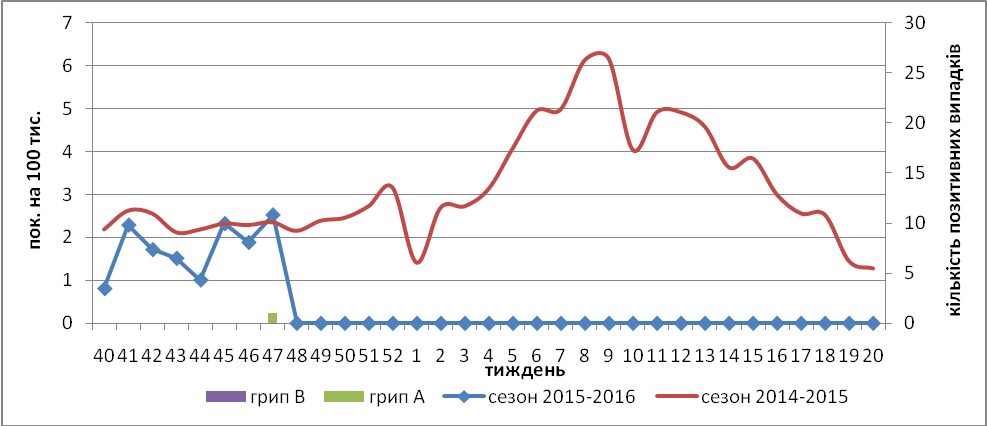 7 30
6 25
5 20
4 15
3 10
2 5
1 0
0
пок. на 100 тис.
кількість позитивних випадків
40 41 42 43 44 45 46 47 48 49 50 51 52 1 2 3 4 5 6 7 8 9 10 11 12 13 14 15 16 17 18 19 20
тиждень
грип В грип А сезон 2015-2016 сезон 2014-2015